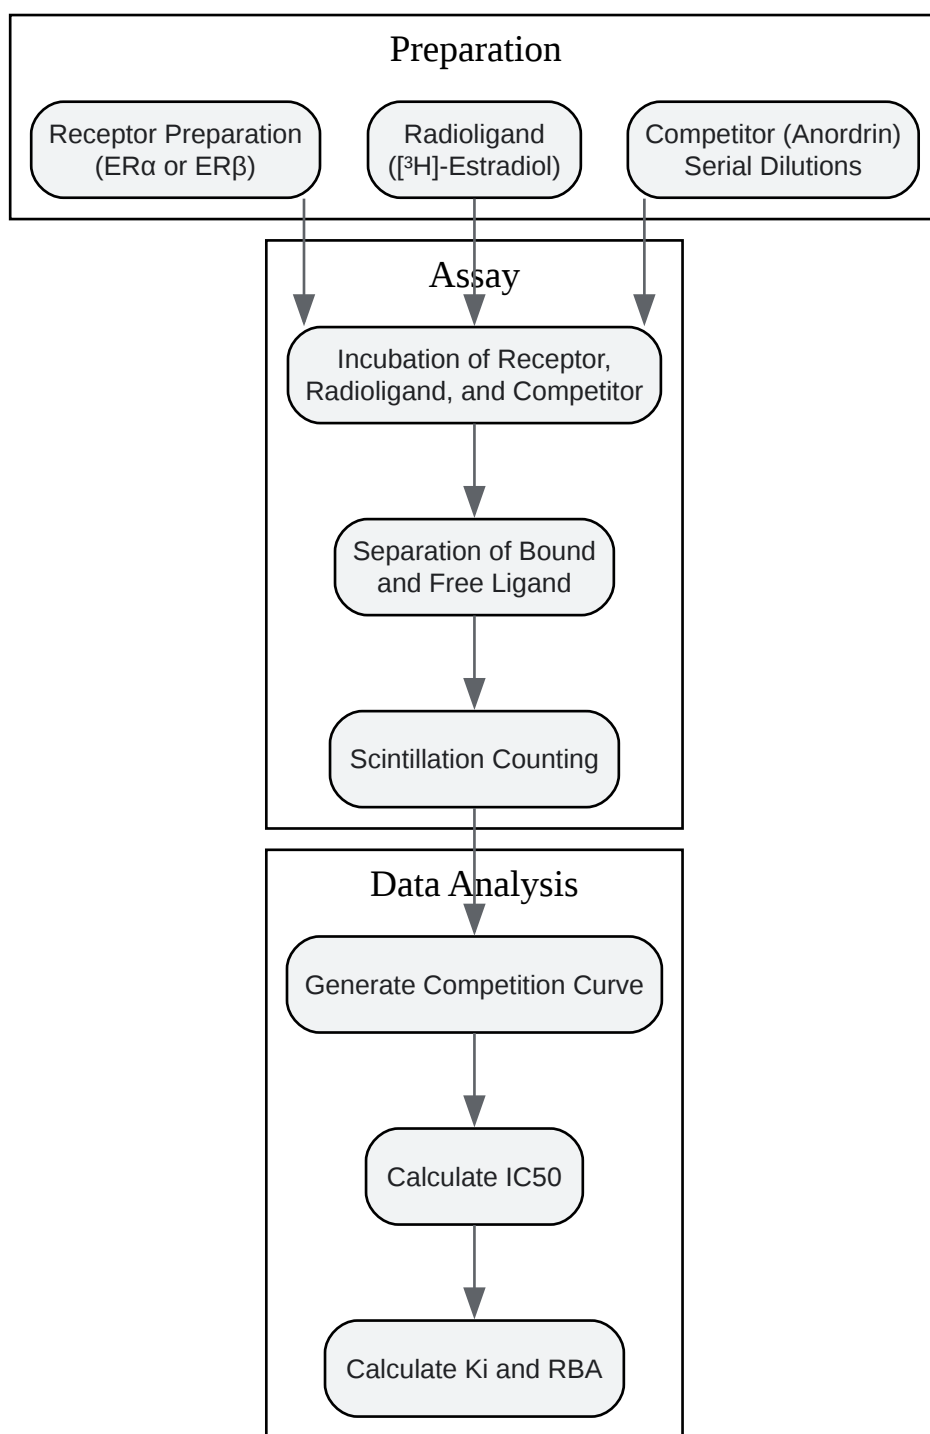 Preparation
Receptor Preparation
(ERα or ERβ)
Radioligand
([³H]-Estradiol)
Competitor (Anordrin)
Serial Dilutions
Assay
Incubation of Receptor,
Radioligand, and Competitor
Separation of Bound
and Free Ligand
Scintillation Counting
Data Analysis
Generate Competition Curve
Calculate IC50
Calculate Ki and RBA